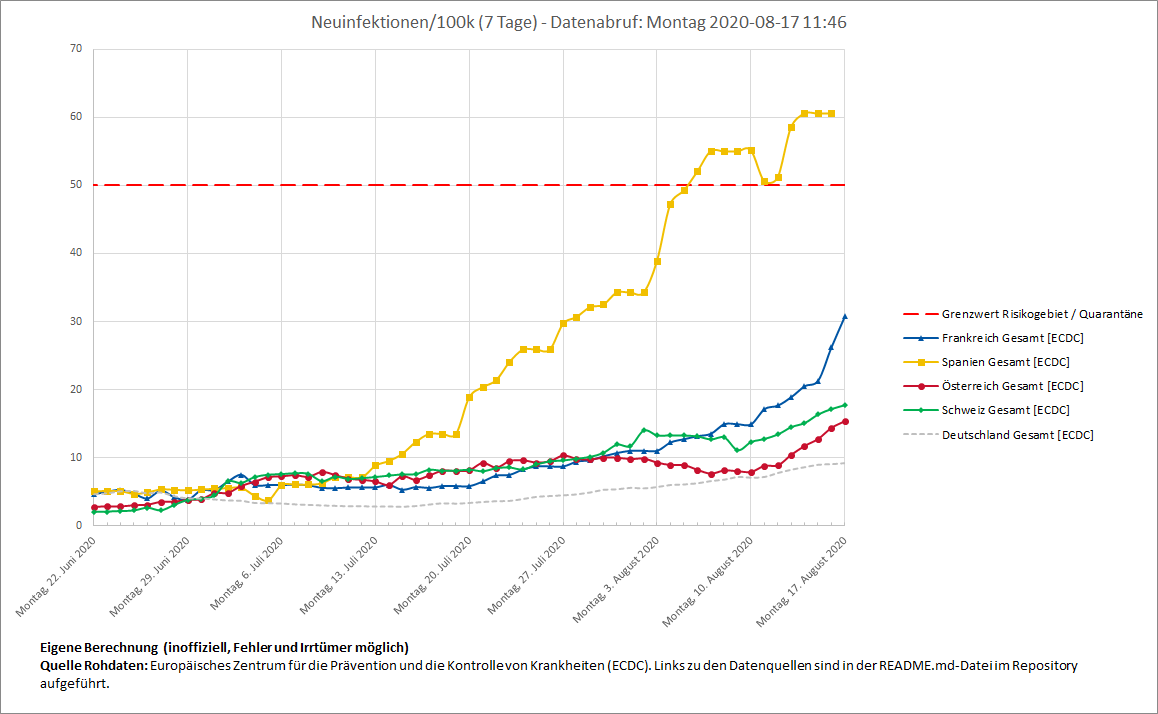 Neuinfektionen/100k (7 Tage) - Datenabruf: Montag 2020-08-17 11:46
70
60
50
40
30
20
10
0
Montag, 22. Juni 2020
Montag, 29. Juni 2020
Montag, 6. Juli 2020
Montag, 13. Juli 2020
Montag, 20. Juli 2020
Montag, 27. Juli 2020
Montag, 3. August 2020
Montag, 10. August 2020
Montag, 17. August 2020
Grenzwert Risikogebiet / Quarantäne
Frankreich Gesamt [ECDC]
Spanien Gesamt [ECDC]
Österreich Gesamt [ECDC]
Schweiz Gesamt [ECDC]
Deutschland Gesamt [ECDC]
Eigene Berechnung (inoffiziell, Fehler und Irrtümer möglich)
Quelle Rohdaten: Europäisches Zentrum für die Prävention und die Kontrolle von Krankheiten (ECDC). Links zu den Datenquellen sind in der README.md-Datei im Repository
aufgeführt.